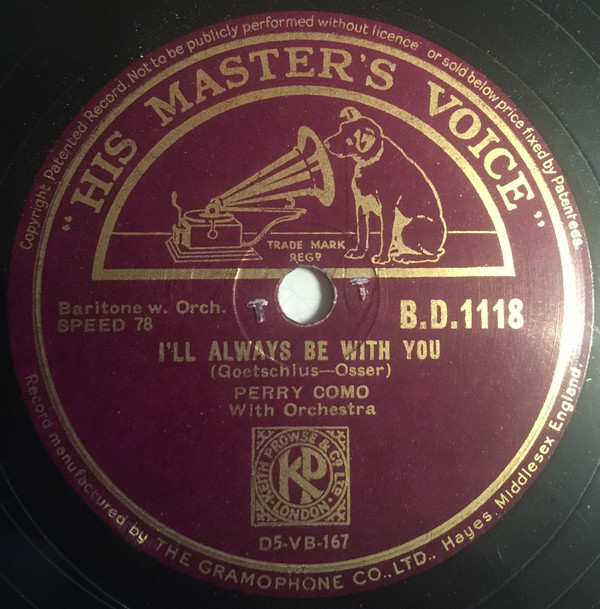 Copyright Patented Record. Not to be publicly performed without licence or sold below price fixed by Patentees.
"HIS MASTER'S VOICE"
TRADE MARK
REGD
Baritone w. Orch.
SPEED 78
B.D.1118
T T
I'LL ALWAYS BE WITH YOU
(Goetschius—Osser)
PERRY COMO
With Orchestra
KEITH PROWSE & CO LTD.
KP
LONDON.
D5-VB-167
Record manufactured by THE GRAMOPHONE CO., LTD., Hayes, Middlesex, England.